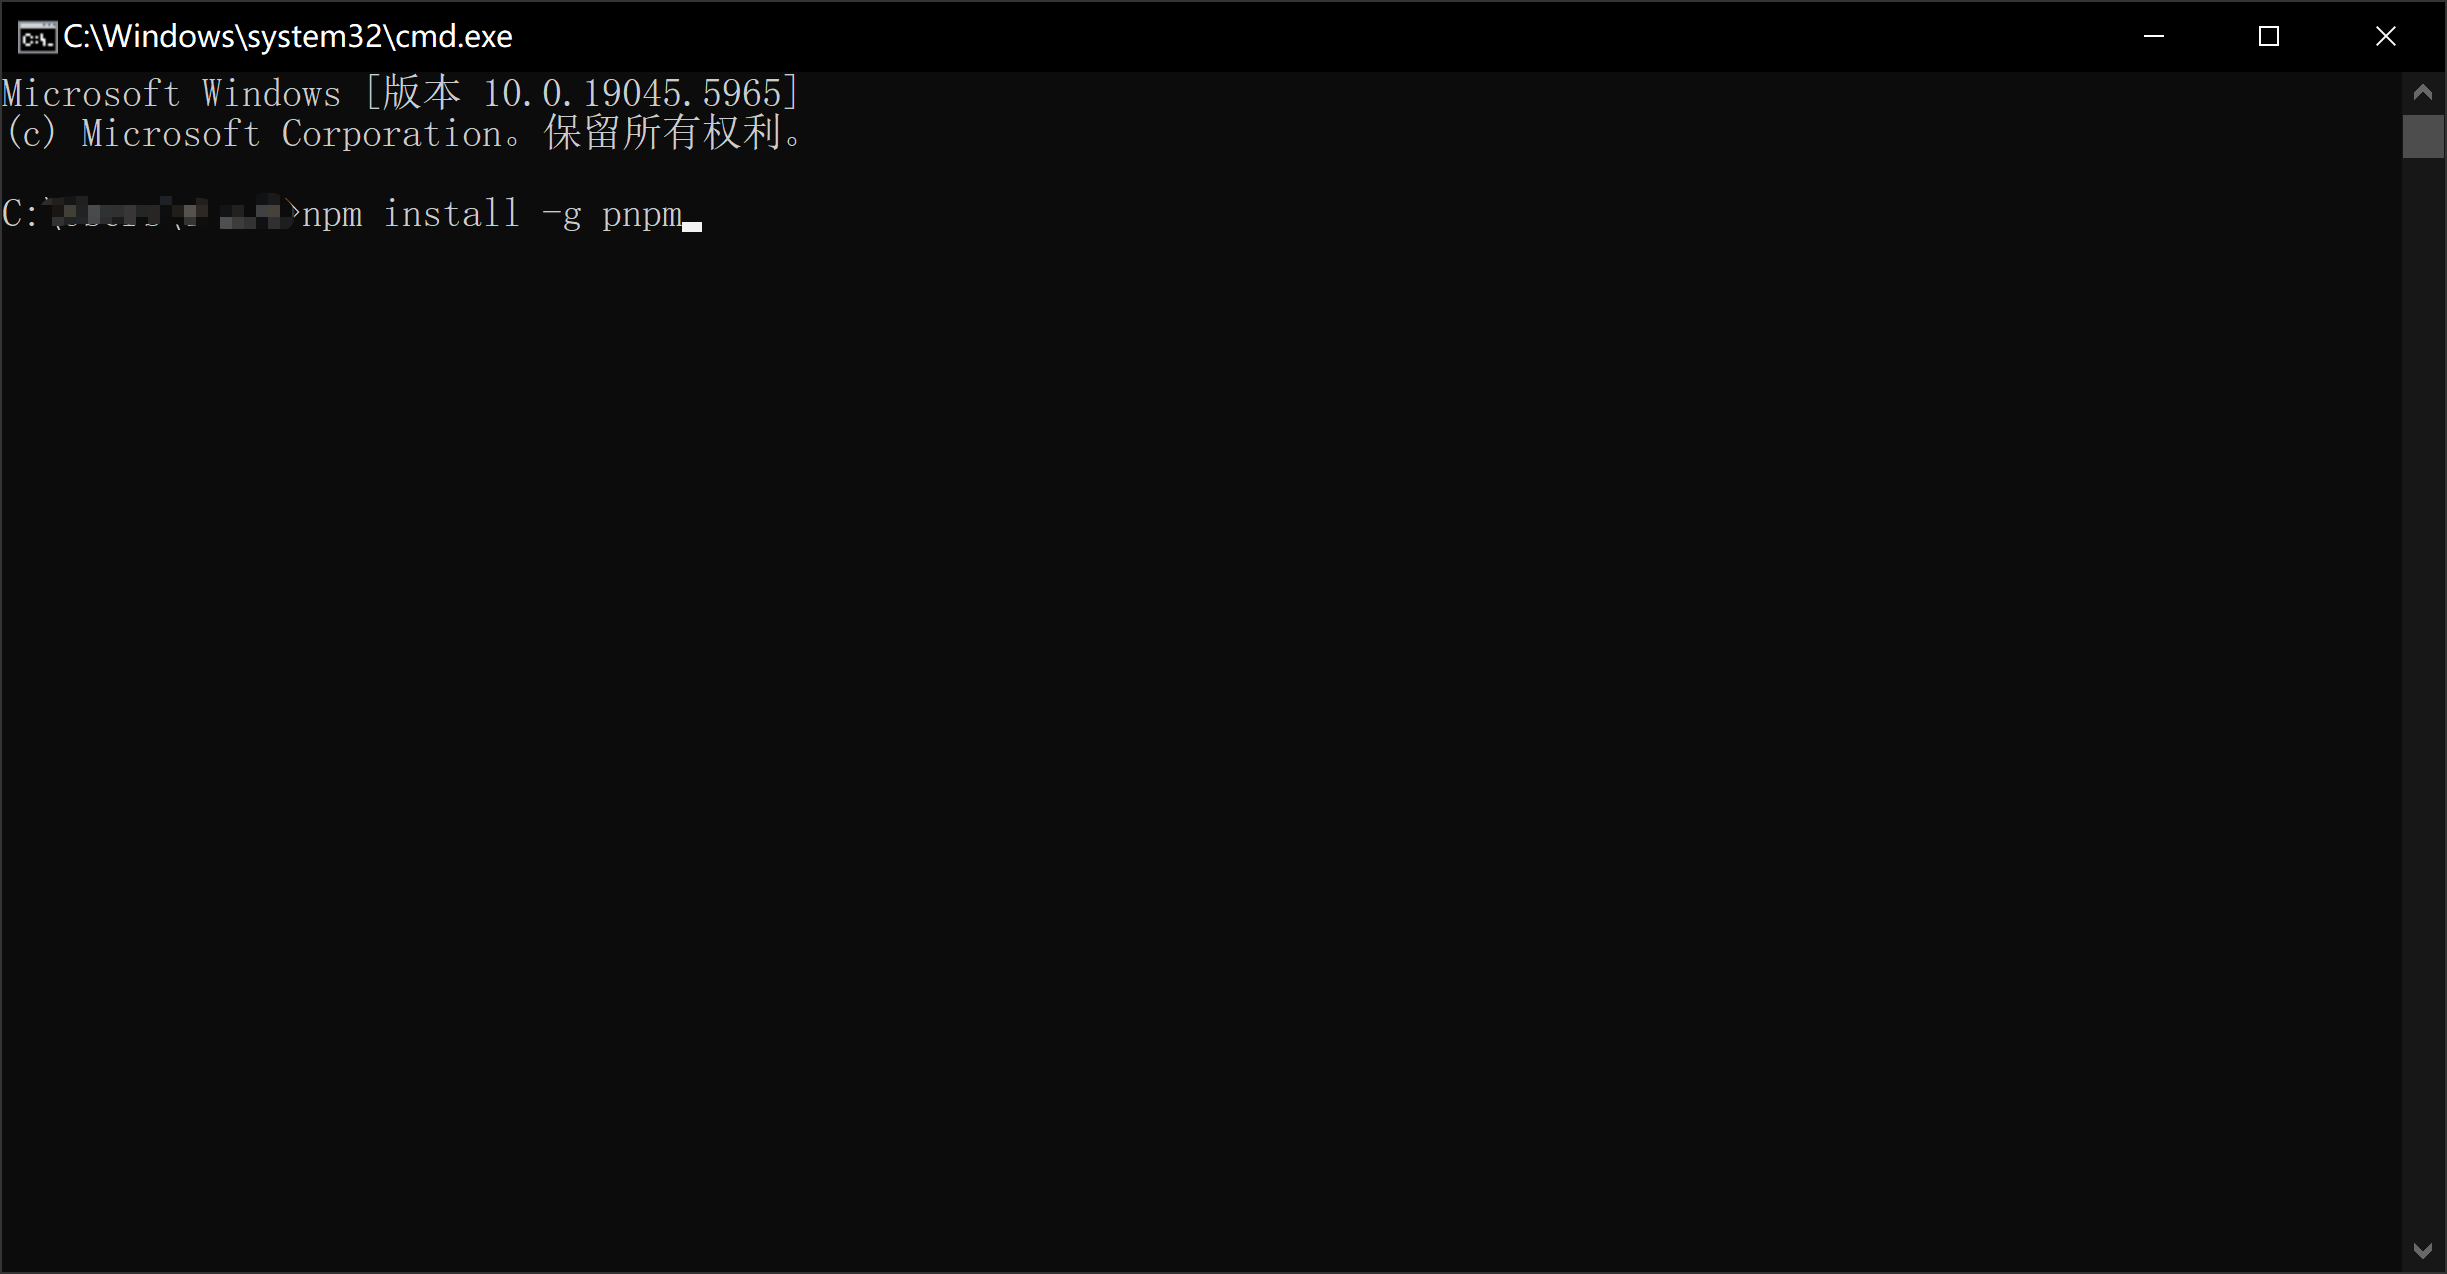 C:\Windows\system32\cmd.exe
Microsoft Windows [版本 10.0.19045.5965]
(c) Microsoft Corporation。保留所有权利。
C:\>npm install -g pnpm